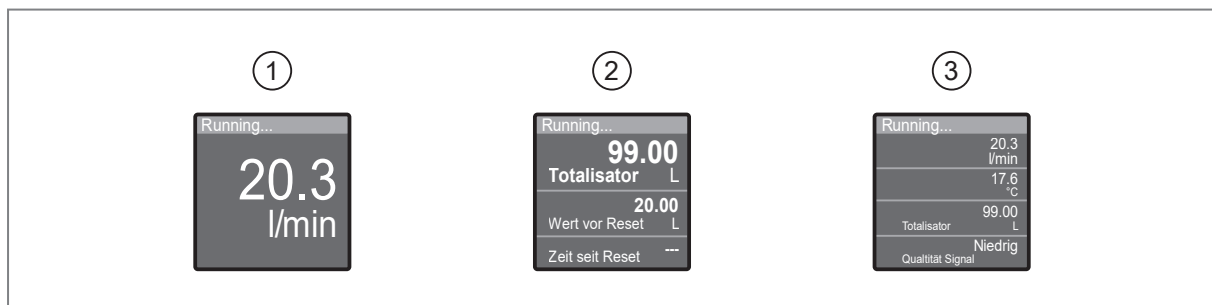 1
2
3
Running...
20.3
l/min
Running...
99.00
Totalisator L
20.00
Wert vor Reset L
Zeit seit Reset ---
Running...
20.3
l/min
17.6
°C
99.00
Totalisator L
Niedrig
Qualtität Signal